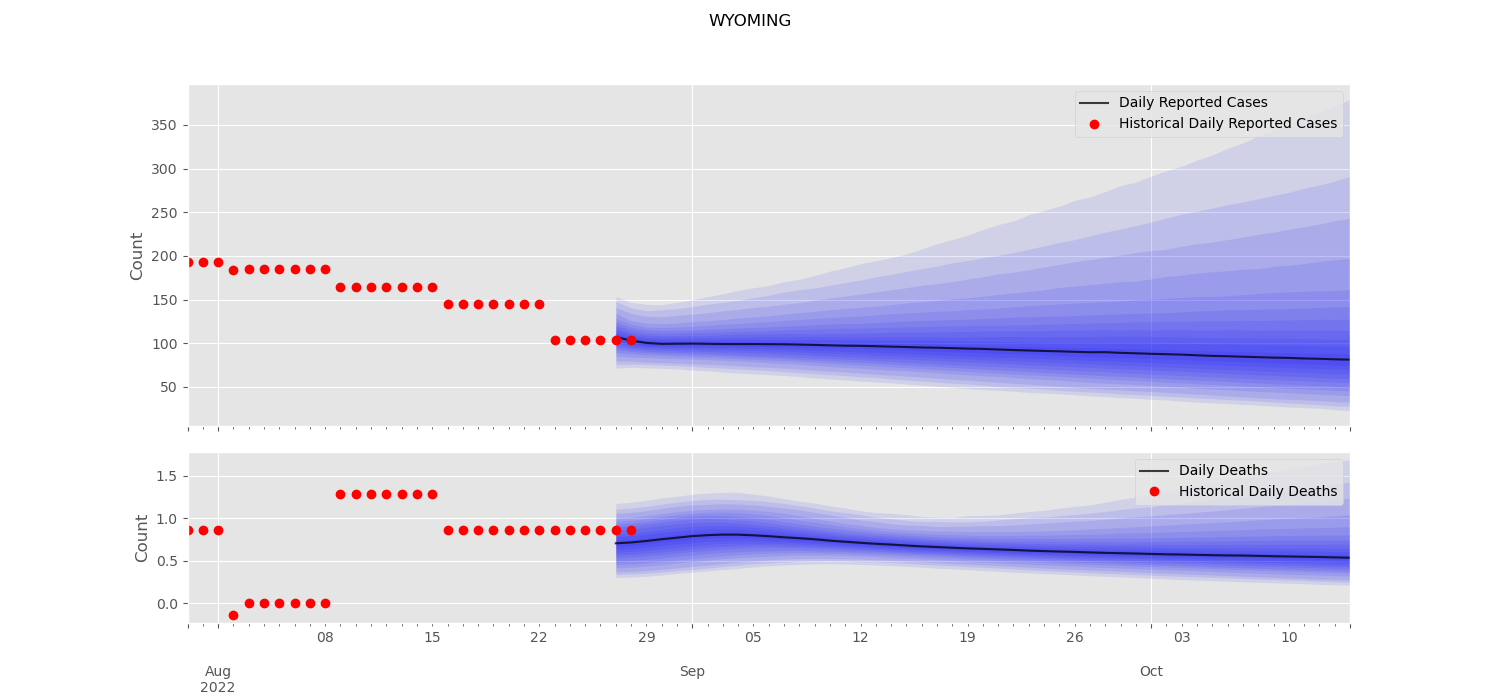 WYOMING
Daily Reported Cases
Historical Daily Reported Cases
350
300
250
200
150
100
50
Count
Daily Deaths
Historical Daily Deaths
1.5
1.0
0.5
0.0
Count
08 15 22 29 05 12 19 26 03 10
Aug Sep Oct
2022